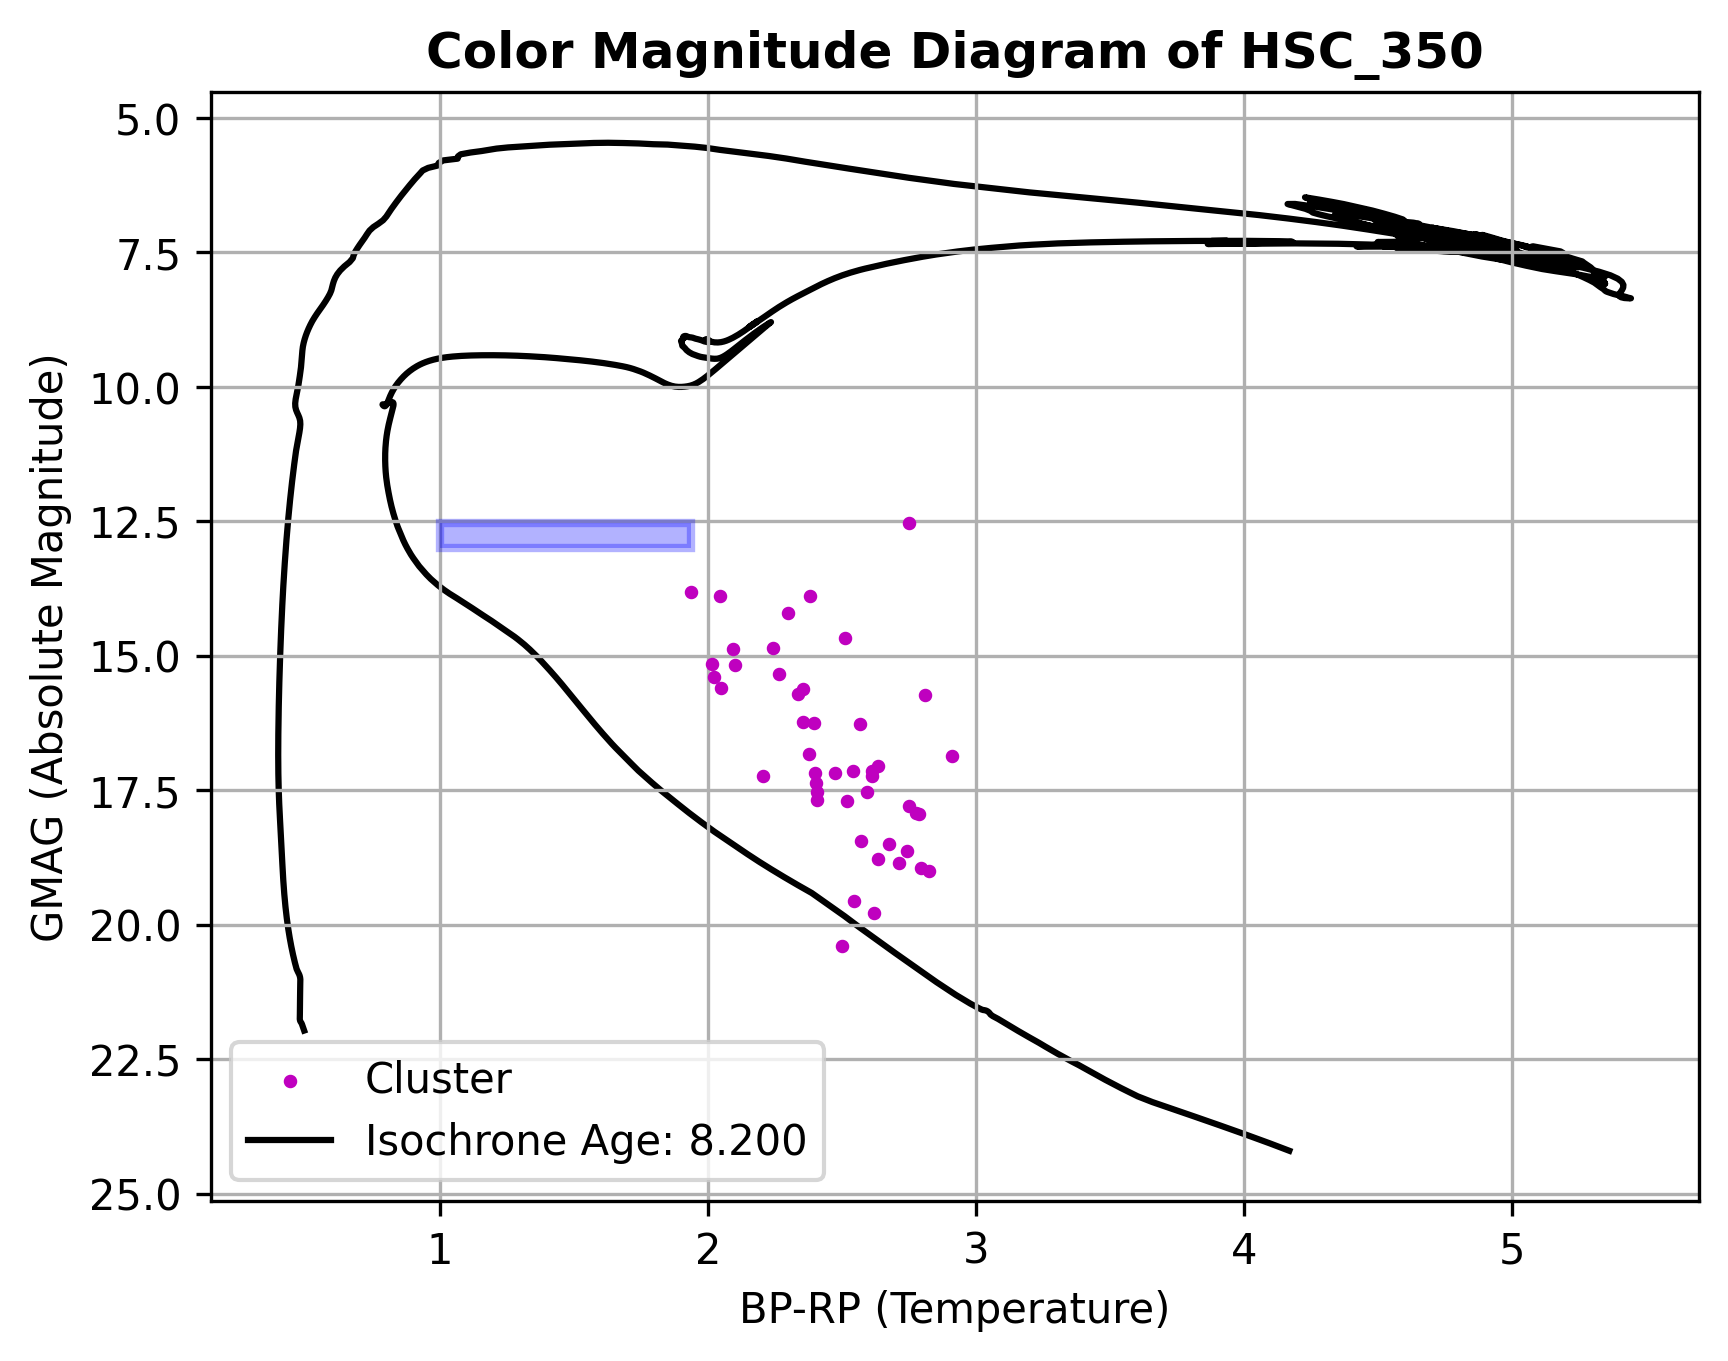 Color Magnitude Diagram of HSC_350
GMAG (Absolute Magnitude)
5.0
7.5
10.0
12.5
15.0
17.5
20.0
22.5
25.0
Cluster
Isochrone Age: 8.200
1 2 3 4 5
BP-RP (Temperature)